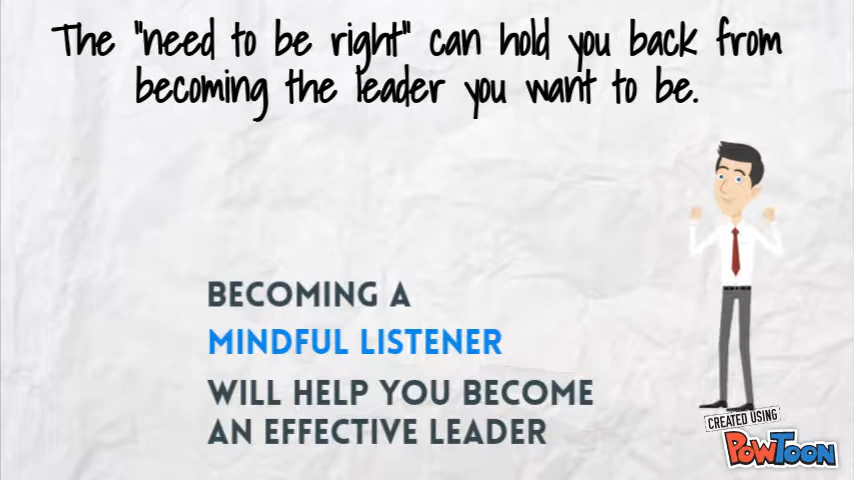 The "need to be right" can hold you back from
becoming the leader you want to be.
BECOMING A
MINDFUL LISTENER
WILL HELP YOU BECOME
AN EFFECTIVE LEADER
CREATED USING
POWTOON